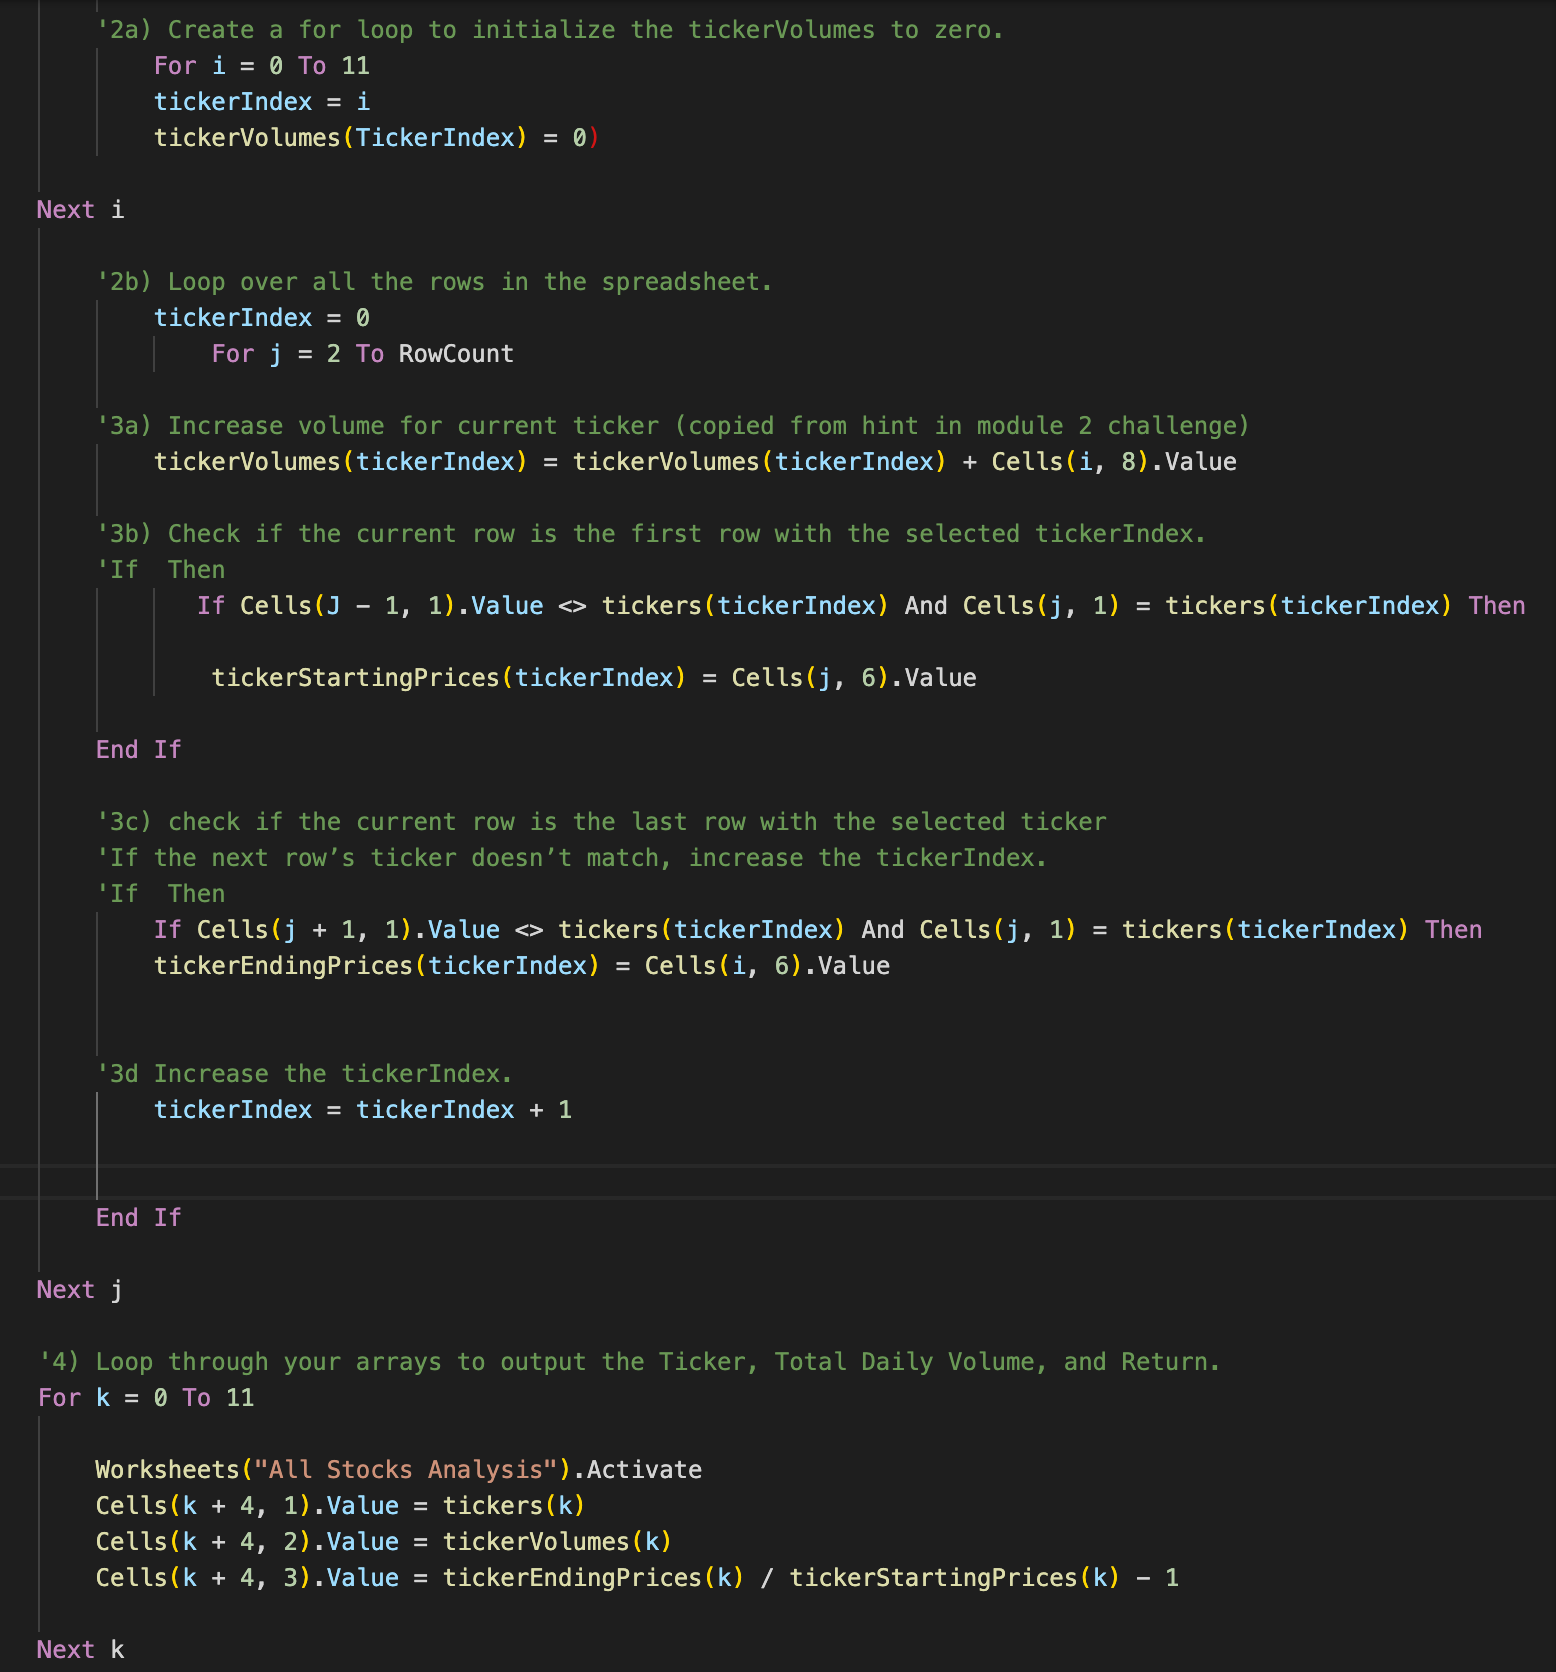 '2a) Create a for loop to initialize the tickerVolumes to zero.
For i = 0 To 11
tickerIndex = i
tickerVolumes(TickerIndex) = 0)
Next i
'2b) Loop over all the rows in the spreadsheet.
tickerIndex = 0
For j = 2 To RowCount
'3a) Increase volume for current ticker (copied from hint in module 2 challenge)
tickerVolumes(tickerIndex) = tickerVolumes(tickerIndex) + Cells(i, 8).Value
'3b) Check if the current row is the first row with the selected tickerIndex.
'If  Then
If Cells(J - 1, 1).Value <> tickers(tickerIndex) And Cells(j, 1) = tickers(tickerIndex) Then
tickerStartingPrices(tickerIndex) = Cells(j, 6).Value
End If
'3c) check if the current row is the last row with the selected ticker
'If the next row’s ticker doesn’t match, increase the tickerIndex.
'If  Then
If Cells(j + 1, 1).Value <> tickers(tickerIndex) And Cells(j, 1) = tickers(tickerIndex) Then
tickerEndingPrices(tickerIndex) = Cells(i, 6).Value
'3d Increase the tickerIndex.
tickerIndex = tickerIndex + 1
End If
Next j
'4) Loop through your arrays to output the Ticker, Total Daily Volume, and Return.
For k = 0 To 11
Worksheets("All Stocks Analysis").Activate
Cells(k + 4, 1).Value = tickers(k)
Cells(k + 4, 2).Value = tickerVolumes(k)
Cells(k + 4, 3).Value = tickerEndingPrices(k) / tickerStartingPrices(k) - 1
Next k